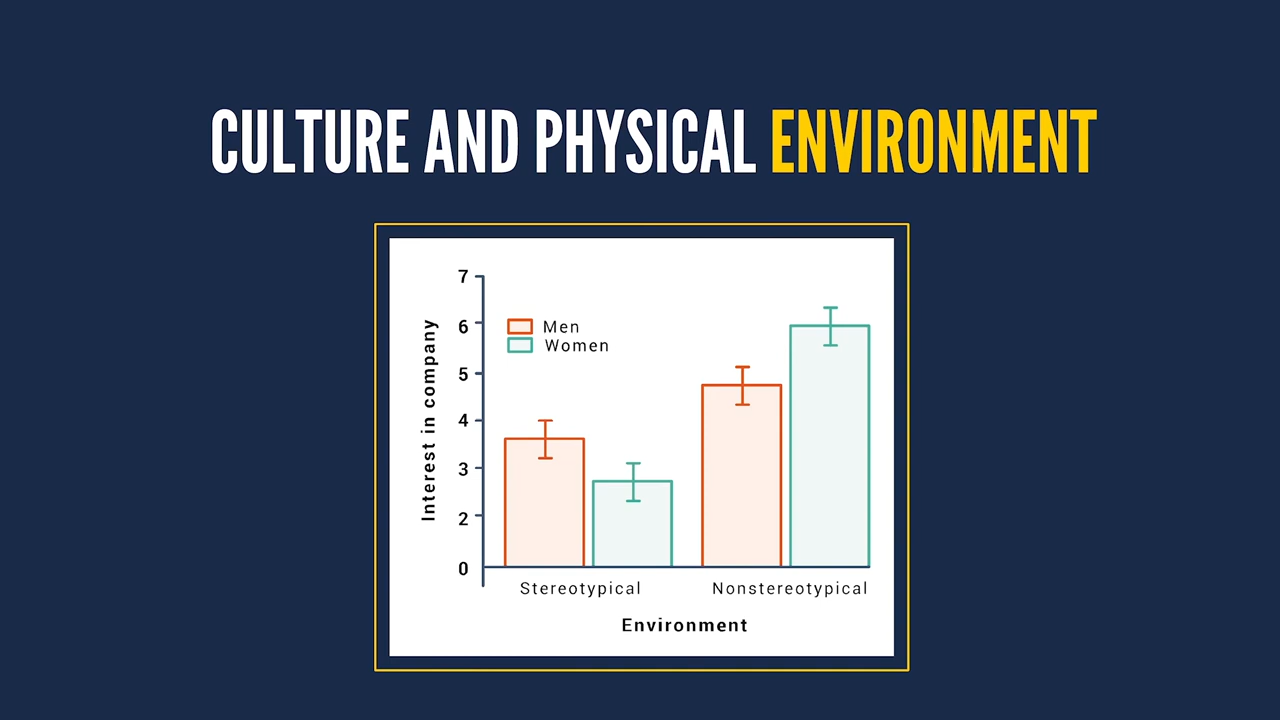 CULTURE AND PHYSICAL ENVIRONMENT
7
6
5
4
3
2
0
Interest in company
Men
Women
Stereotypical Nonstereotypical
Environment